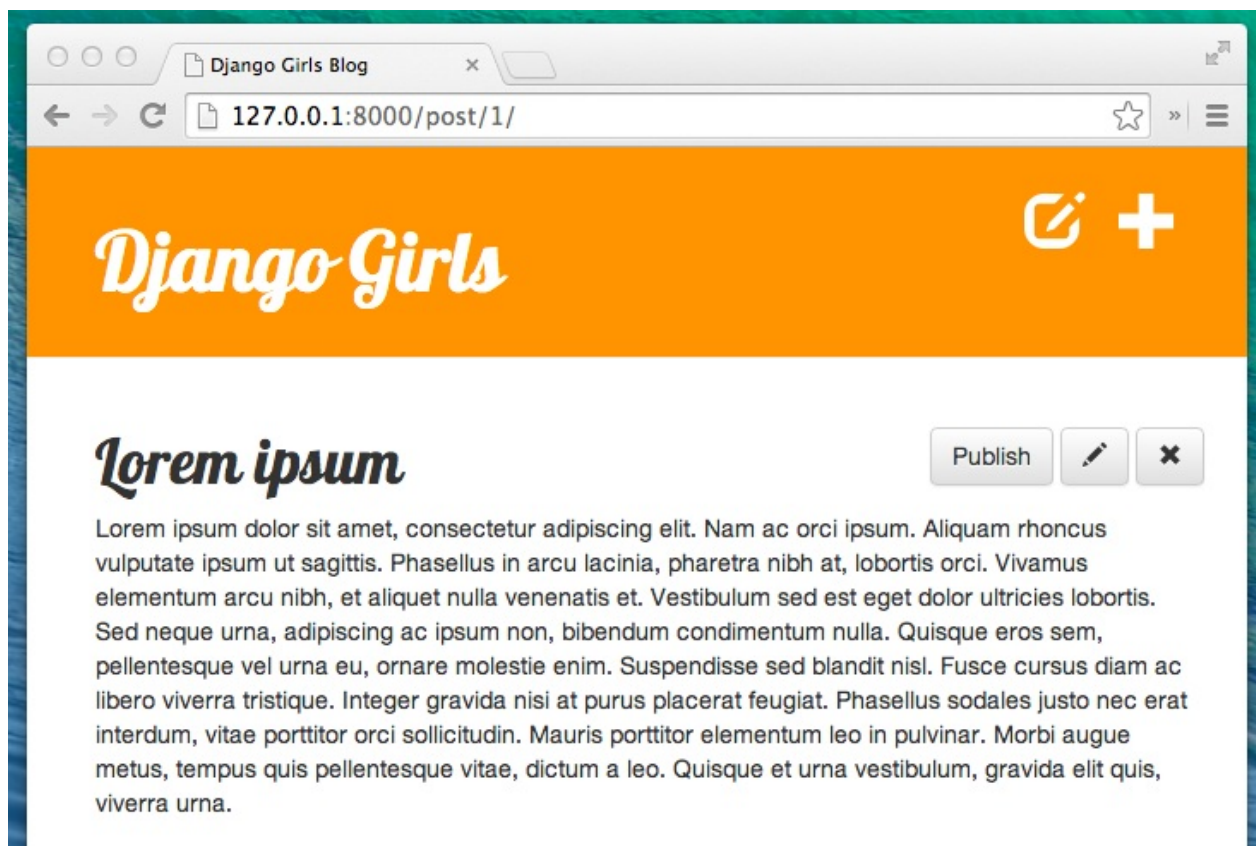 Django Girls Blog
127.0.0.1:8000/post/1/
Django Girls
Lorem ipsum
Publish
Lorem ipsum dolor sit amet, consectetur adipiscing elit. Nam ac orci ipsum. Aliquam rhoncus
vulputate ipsum ut sagittis. Phasellus in arcu lacinia, pharetra nibh at, lobortis orci. Vivamus
elementum arcu nibh, et aliquet nulla venenatis et. Vestibulum sed est eget dolor ultricies lobortis.
Sed neque urna, adipiscing ac ipsum non, bibendum condimentum nulla. Quisque eros sem,
pellentesque vel urna eu, ornare molestie enim. Suspendisse sed blandit nisl. Fusce cursus diam ac
libero viverra tristique. Integer gravida nisi at purus placerat feugiat. Phasellus sodales justo nec erat
interdum, vitae porttitor orci sollicitudin. Mauris porttitor elementum leo in pulvinar. Morbi augue
metus, tempus quis pellentesque vitae, dictum a leo. Quisque et urna vestibulum, gravida elit quis,
viverra urna.